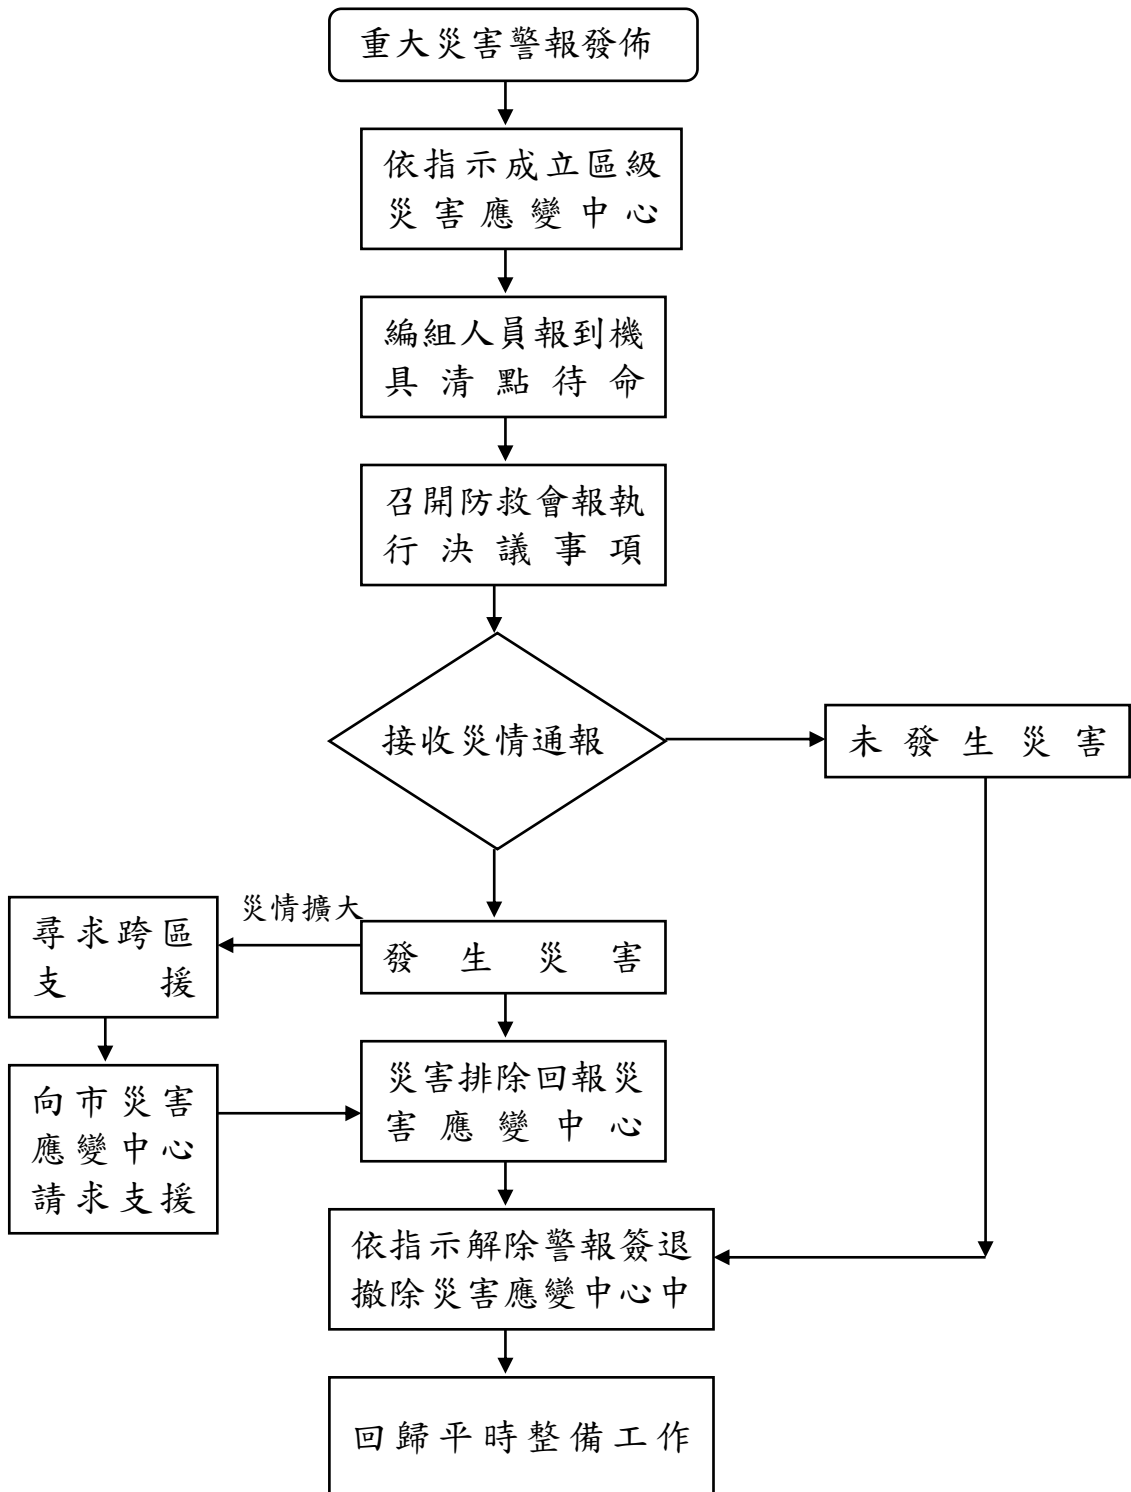 重大災害警報發佈
依指示成立區級
災害應變中心
編組人員報到機
具清點待命
召開防救會報執
行決議事項
接收災情通報
未發生災害
災情擴大
尋求跨區
支援
發生災害
向市災害
應變中心
請求支援
災害排除回報災
害應變中心
依指示解除警報簽退
撤除災害應變中心中
回歸平時整備工作